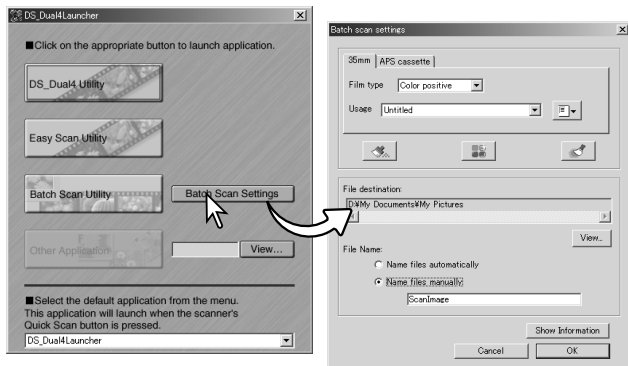 DS_Dual4Launcher
■Click on the appropriate button to launch application.
DS_Dual4 Utility
Easy Scan Utility
Batch Scan Utility
Batch Scan Settings
Other Application
View...
■Select the default application from the menu.
This application will launch when the scanner's
Quick Scan button is pressed.
DS_Dual4Launcher
Batch scan settings
35mm
APS cassette
Film type
Color positive
Usage
Untitled
File destination:
D:¥My Documents¥My Pictures
View..
File Name:
Name files automatically
Name files manually
ScanImage
Show Information
Cancel
OK